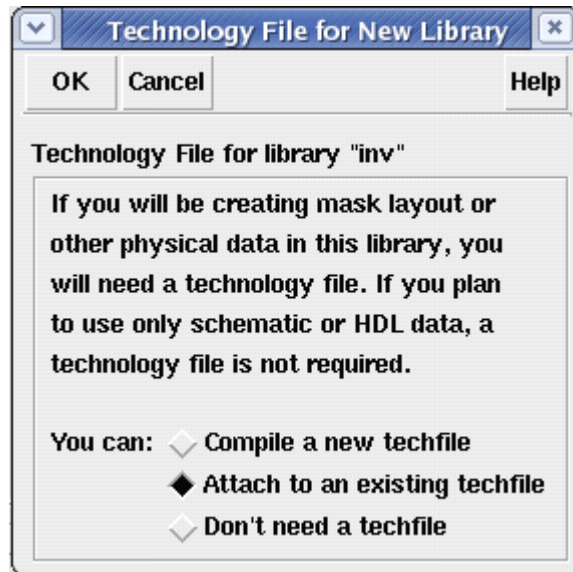 Technology File for New Library
OK Cancel Help
Technology File for library "inv"
If you will be creating mask layout or
other physical data in this library, you
will need a technology file. If you plan
to use only schematic or HDL data, a
technology file is not required.
You can: Compile a new techfile
Attach to an existing techfile
Don't need a techfile